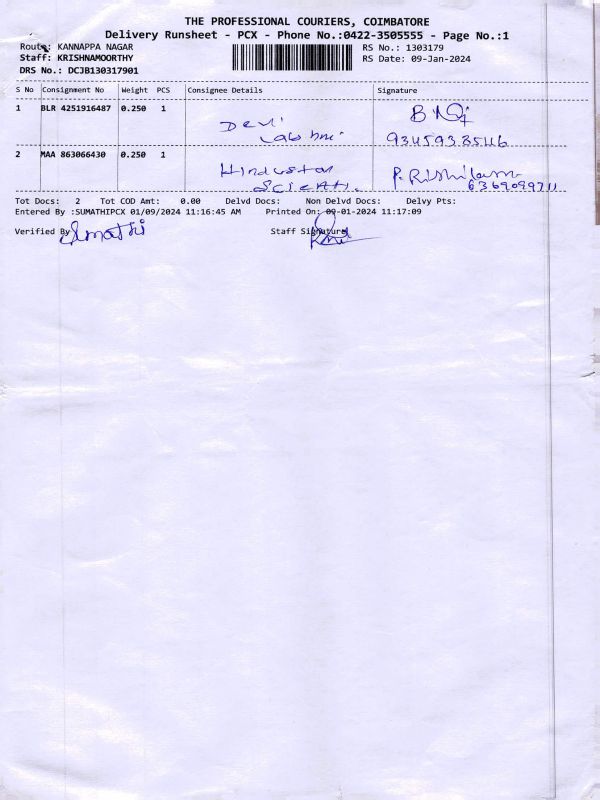 THE PROFESSIONAL COURIERS, COIMBATORE
Delivery Runsheet - PCX - Phone No.:0422-3505555 - Page No.:1
Route: KANNAPPA NAGAR RS No.: 1303179
Staff: KRISHNAMOORTHY RS Date: 09-Jan-2024
DRS No.: DCJB130317901
S No Consignment No Weight PCS Consignee Details Signature
1 BLR 4251916487 0.250 1
Devi
2 MAA 863066430 0.250 1
Hindustan P. Rishi
6369099711
Tot Docs: 2 Tot COD Amt: 0.00 Delvd Docs: Non Delvd Docs: Delvy Pts:
Entered By :SUMATHIPCX 01/09/2024 11:16:45 AM Printed On: 09-01-2024 11:17:09
Verified By Sumathi Staff Signature